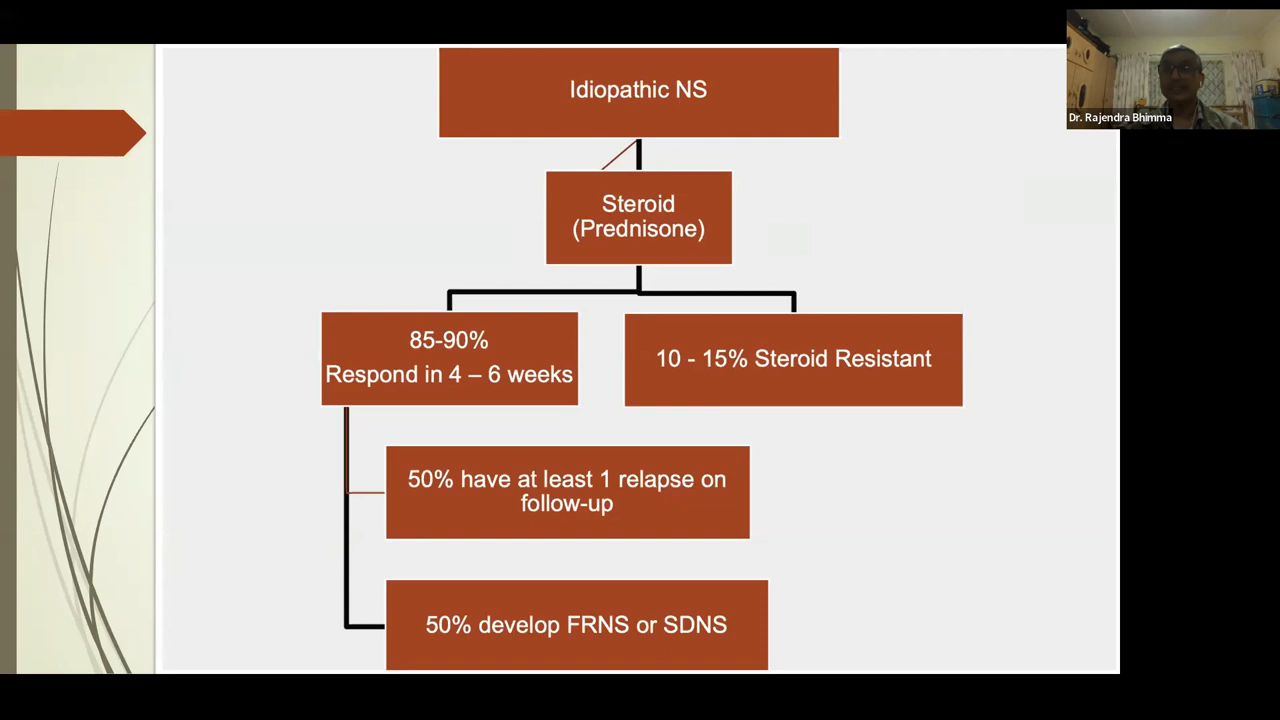 Idiopathic NS
Dr. Rajendra Bhimma
Steroid
(Prednisone)
85-90%
Respond in 4 – 6 weeks
10 - 15% Steroid Resistant
50% have at least 1 relapse on
follow-up
50% develop FRNS or SDNS